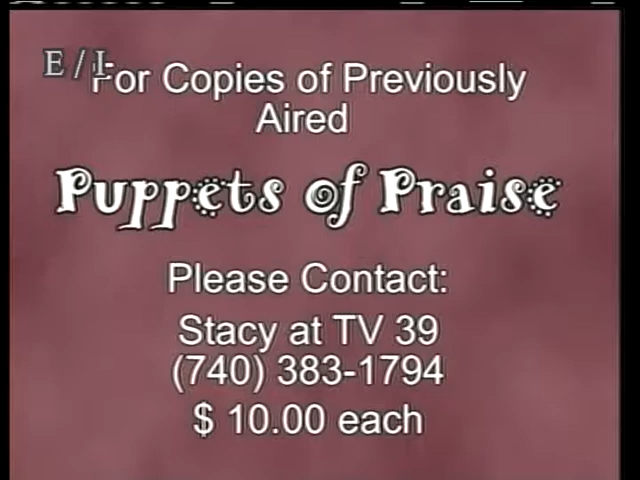 E/I
For Copies of Previously
Aired
Puppets of Praise
Please Contact:
Stacy at TV 39
(740) 383-1794
$ 10.00 each